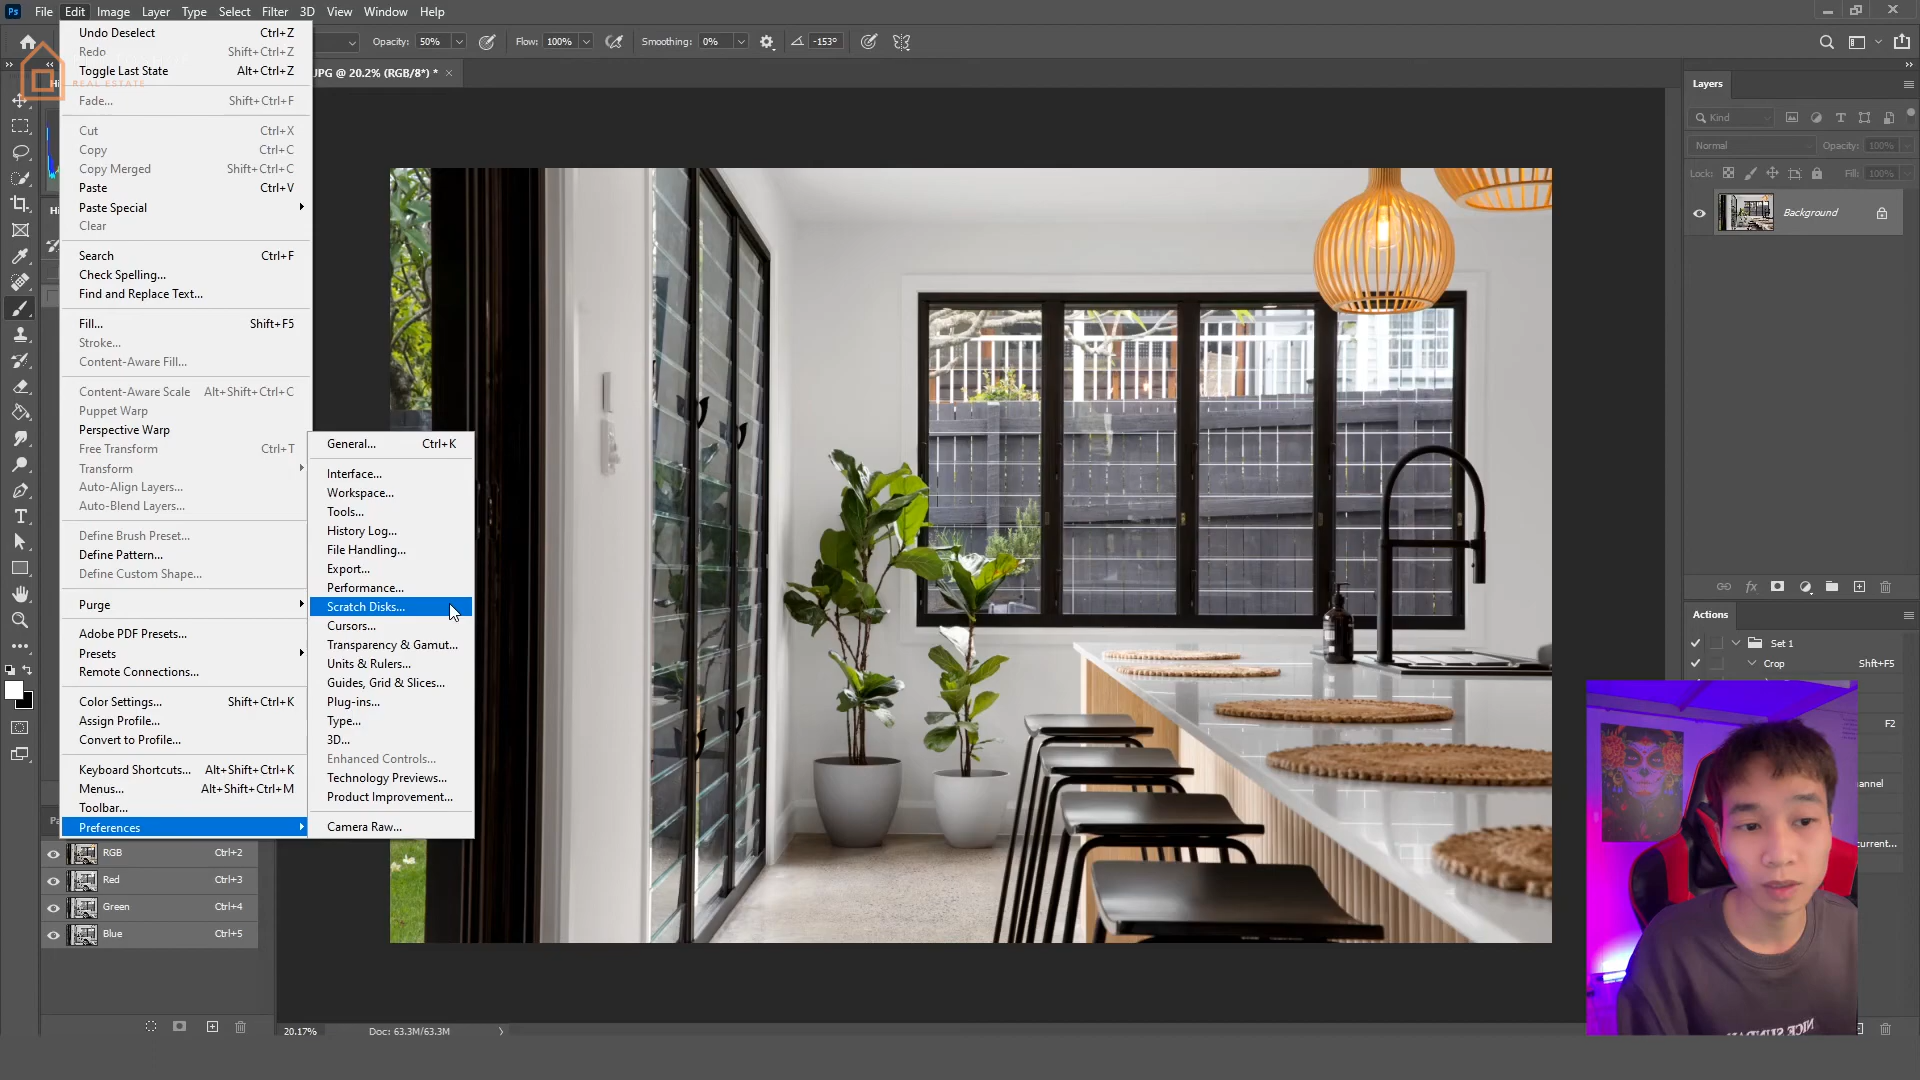 Ps File Edit Image Layer Type Select Filter 3D View Window Help
Opacity: 50% Flow: 100% Smoothing: 0% -153°
JPG @ 20.2% (RGB/8*) *
REAL ESTATE
Undo Deselect Ctrl+Z
Redo Shift+Ctrl+Z
Toggle Last State Alt+Ctrl+Z
Fade... Shift+Ctrl+F
Cut Ctrl+X
Copy Ctrl+C
Copy Merged Shift+Ctrl+C
Paste Ctrl+V
Paste Special
Clear
Search Ctrl+F
Check Spelling...
Find and Replace Text...
Fill... Shift+F5
Stroke...
Content-Aware Fill...
Content-Aware Scale Alt+Shift+Ctrl+C
Puppet Warp
Perspective Warp
Free Transform Ctrl+T
Transform
Auto-Align Layers...
Auto-Blend Layers...
Define Brush Preset...
Define Pattern...
Define Custom Shape...
Purge
Adobe PDF Presets...
Presets
Remote Connections...
Color Settings... Shift+Ctrl+K
Assign Profile...
Convert to Profile...
Keyboard Shortcuts... Alt+Shift+Ctrl+K
Menus... Alt+Shift+Ctrl+M
Toolbar...
Preferences
General... Ctrl+K
Interface...
Workspace...
Tools...
History Log...
File Handling...
Export...
Performance...
Scratch Disks...
Cursors...
Transparency & Gamut...
Units & Rulers...
Guides, Grid & Slices...
Plug-ins...
Type...
3D...
Enhanced Controls...
Technology Previews...
Product Improvement...
Camera Raw...
RGB Ctrl+2
Red Ctrl+3
Green Ctrl+4
Blue Ctrl+5
20.17% Doc: 63.3M/63.3M
Layers
Kind
Normal Opacity: 100%
Lock: Fill: 100%
Background
Actions
Set 1
Crop Shft+F5
F2
annel
urrent...
NICE